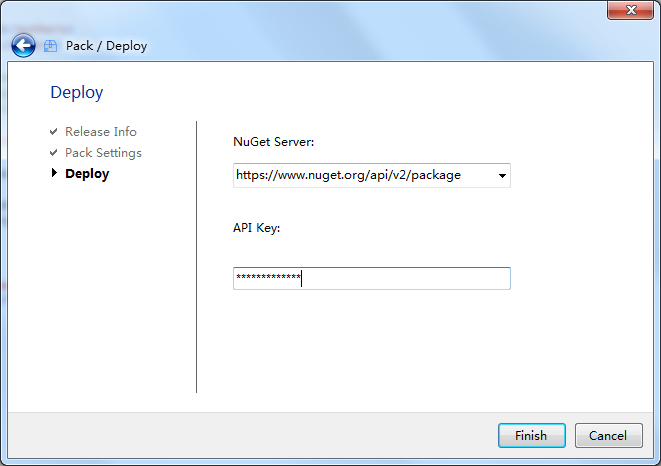 Pack / Deploy
Deploy
Release Info
Pack Settings
Deploy
NuGet Server:
https://www.nuget.org/api/v2/package
API Key:
*************
Finish
Cancel